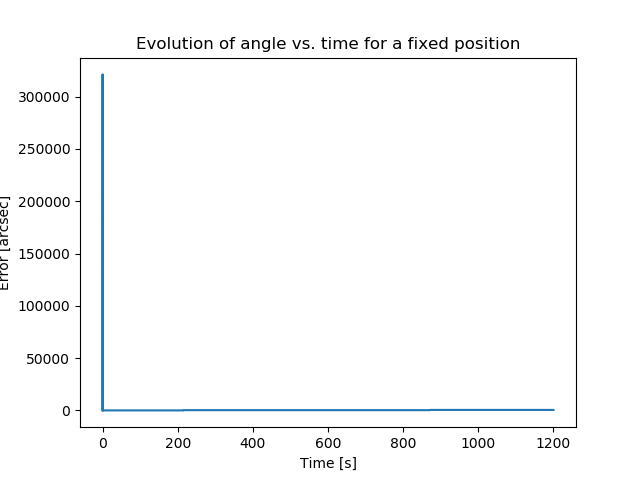 Evolution of angle vs. time for a fixed position
300000
250000
200000
150000
100000
50000
0
Error [arcsec]
0 200 400 600 800 1000 1200
Time [s]